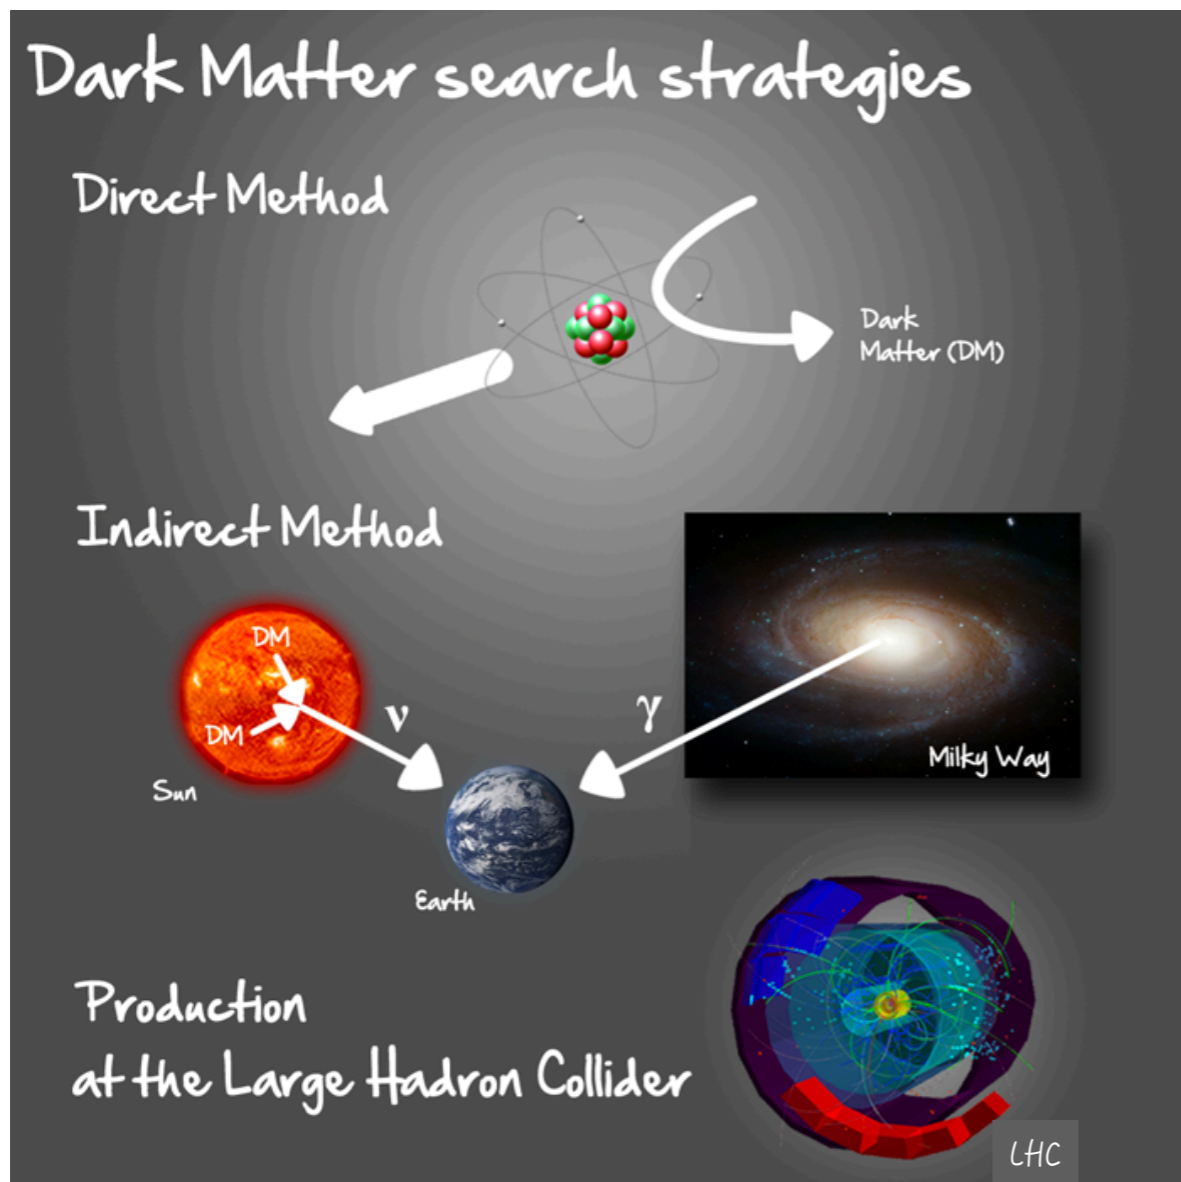 Dark Matter search strategies
Direct Method
Dark
Matter (DM)
Indirect Method
DM
DM
ν
γ
Milky Way
Sun
Earth
Production
at the Large Hadron Collider
LHC